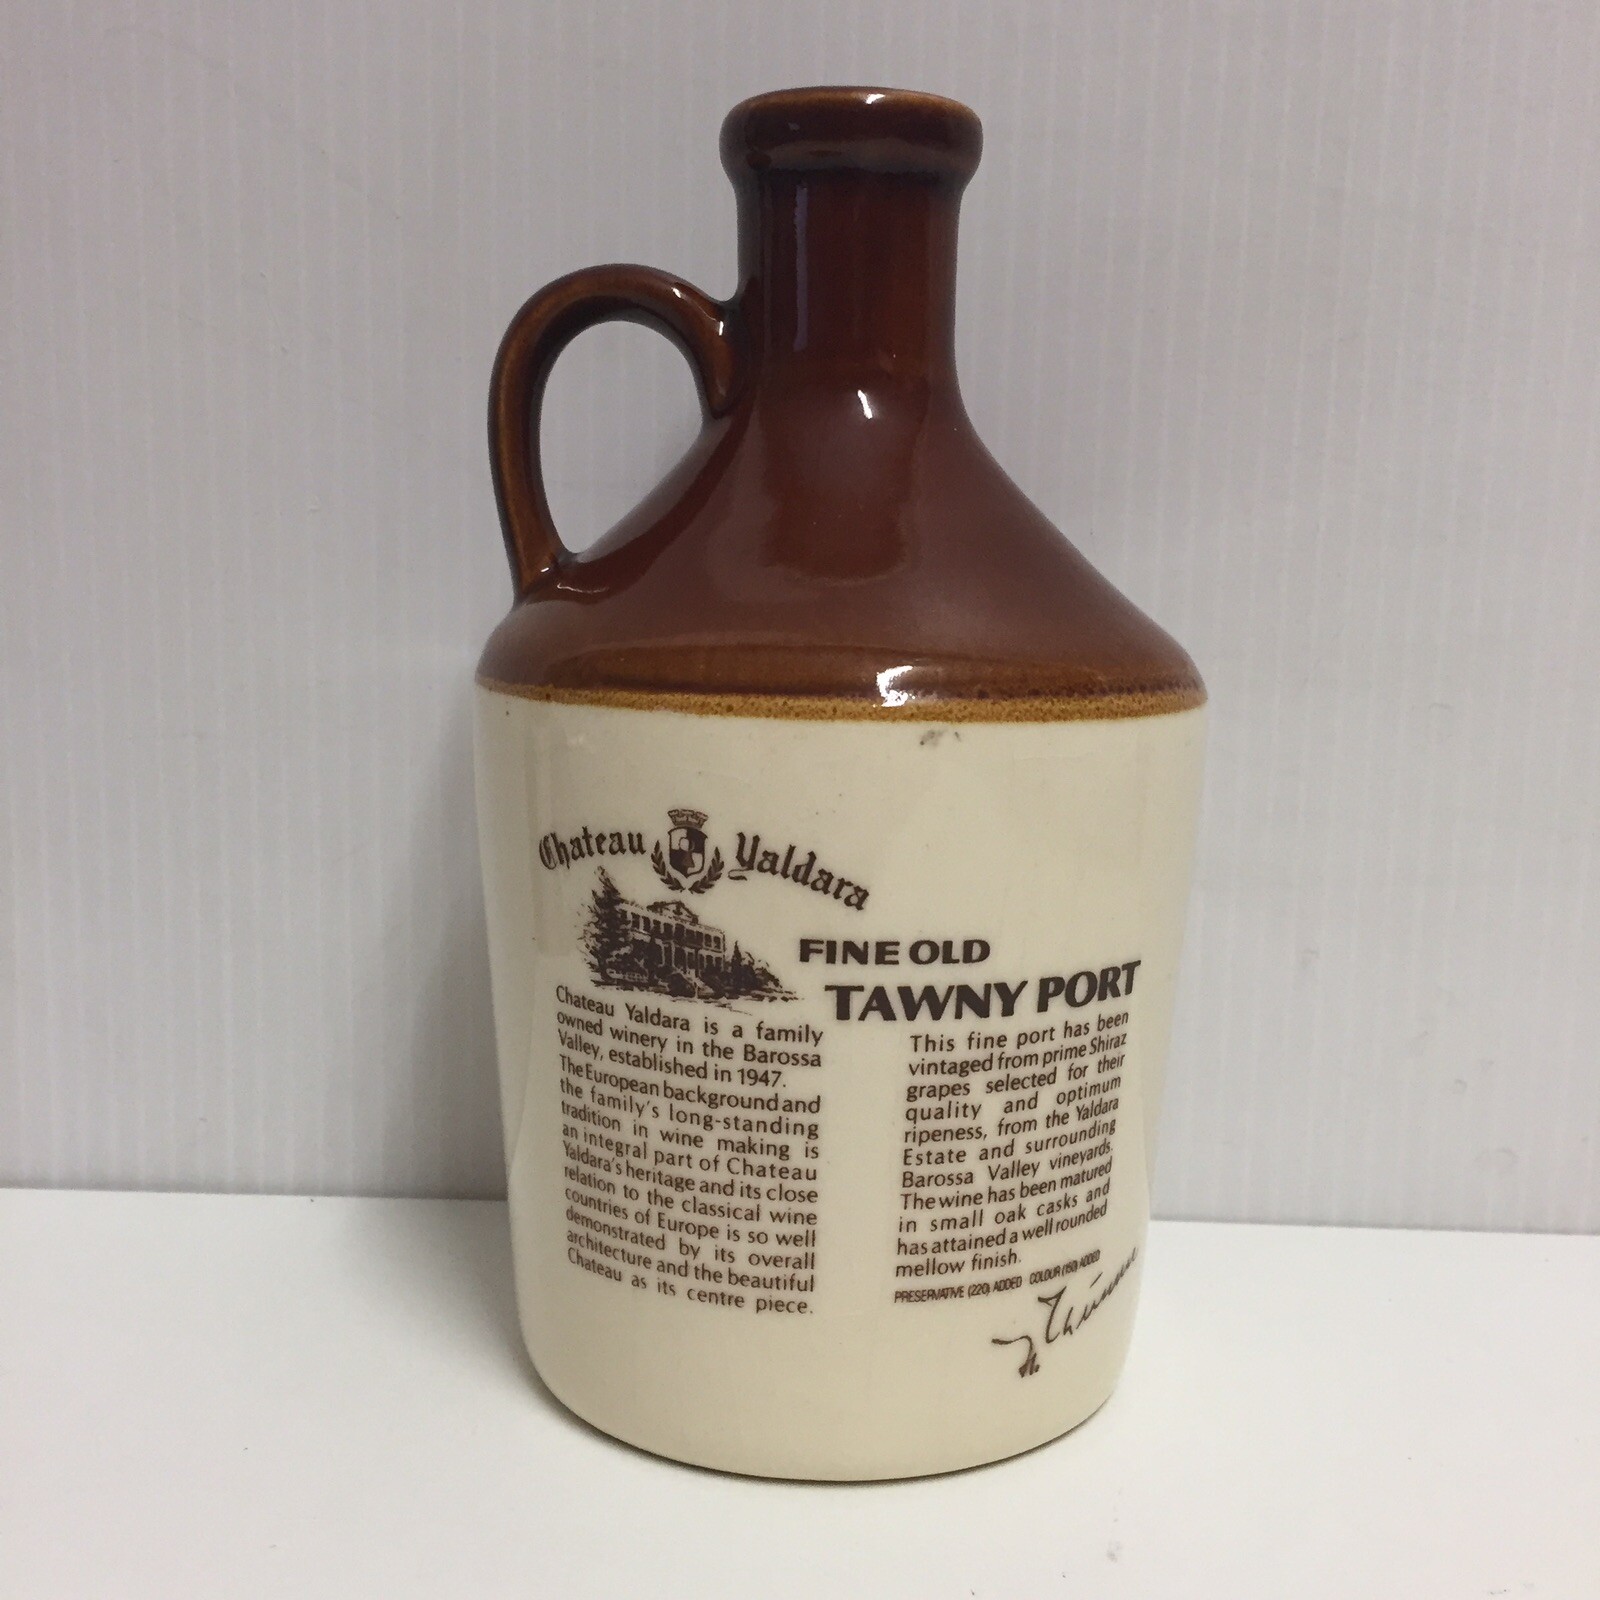 Chateau Yaldara
FINE OLD
TAWNY PORT
Chateau Yaldara is a family
owned winery in the Barossa
Valley, established in 1947.
The European background and
the family's long-standing
tradition in wine making is
an integral part of Chateau
Yaldara's heritage and its close
relation to the classical wine
countries of Europe is so well
demonstrated by its overall
architecture and the beautiful
Chateau as its centre piece.
This fine port has been
vintaged from prime Shiraz
grapes selected for their
quality and optimum
ripeness, from the Yaldara
Estate and surrounding
Barossa Valley vineyards.
The wine has been matured
in small oak casks and
has attained a well rounded
mellow finish.
PRESERVATIVE (220) ADDED COLOUR (150) ADDED